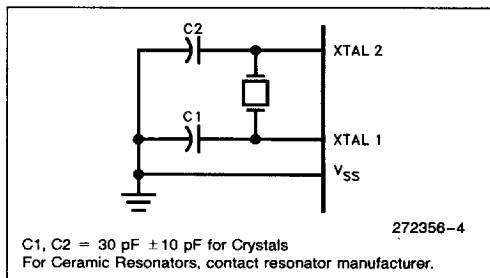 C2
XTAL 2
C1
XTAL 1
VSS
272356-4
C1, C2 = 30 pF ±10 pF for Crystals
For Ceramic Resonators, contact resonator manufacturer.